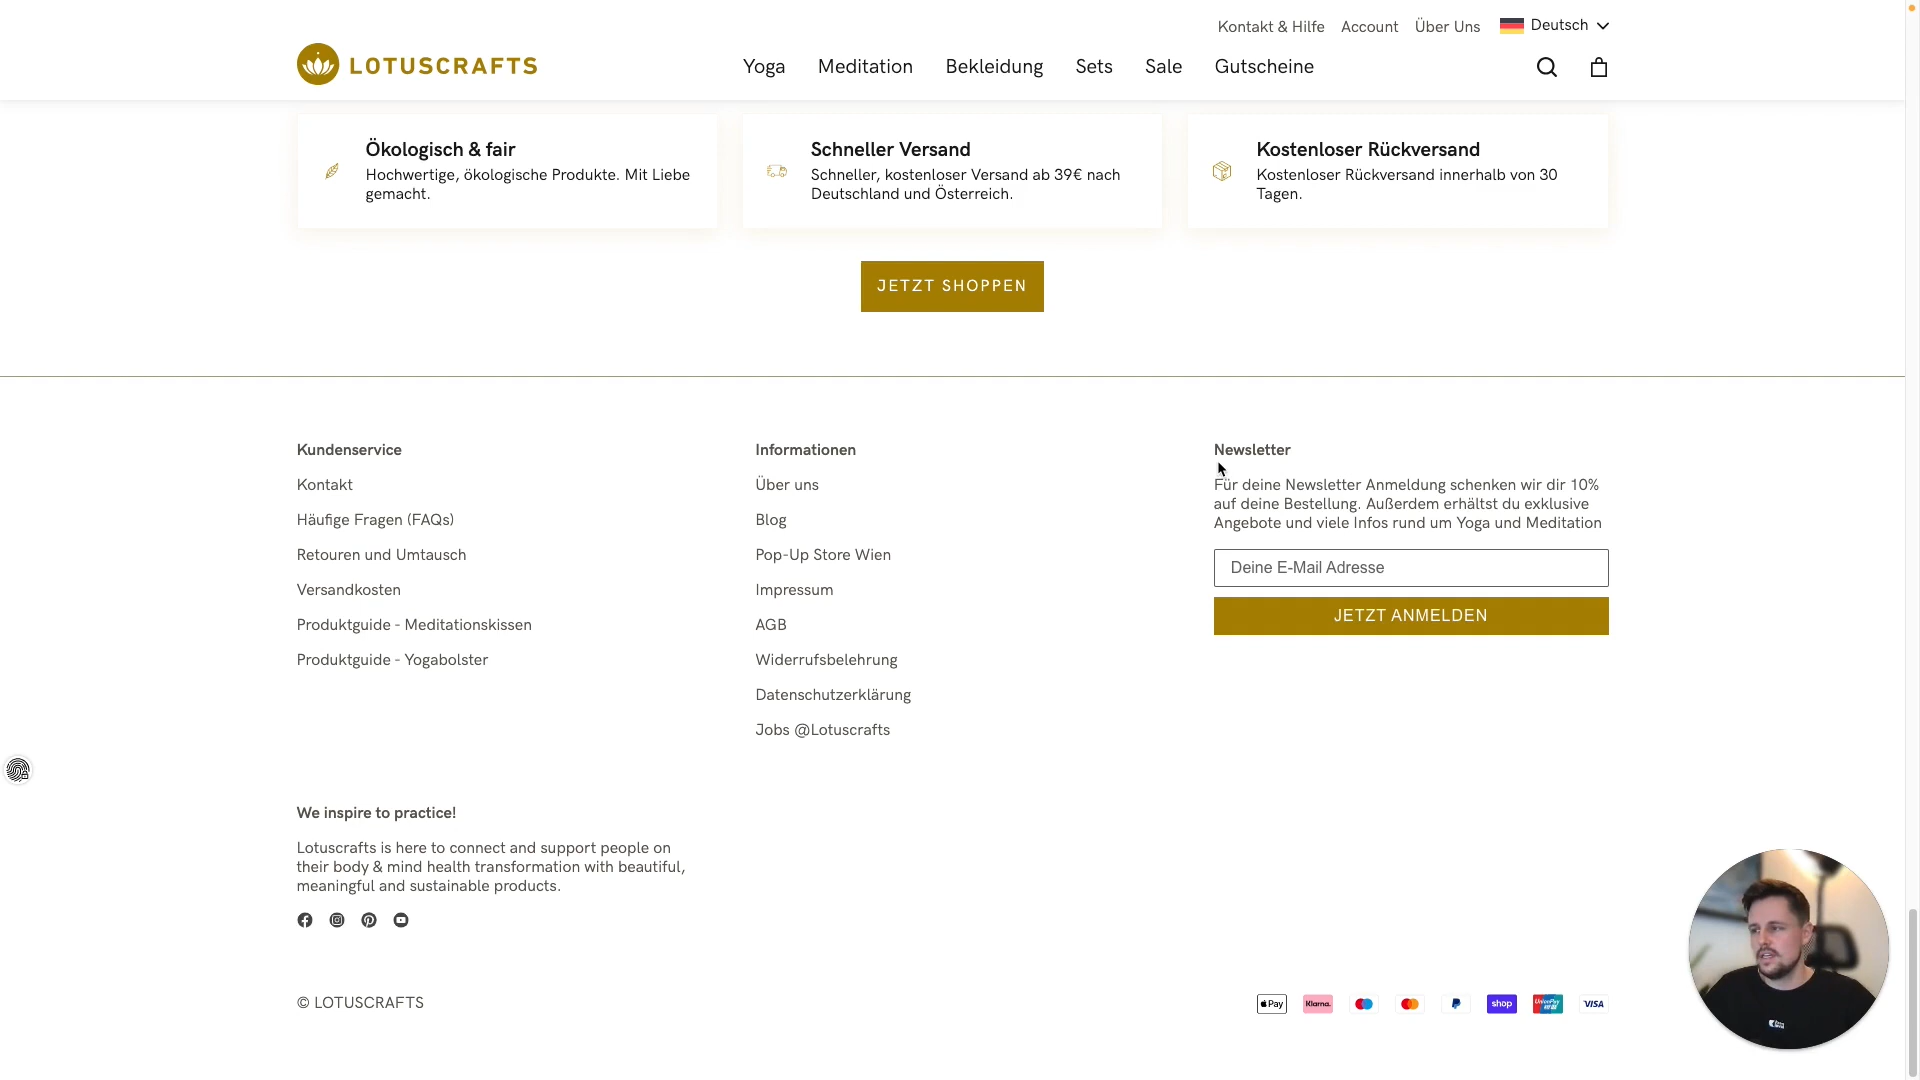 Kontakt & Hilfe Account Über Uns Deutsch
LOTUSCRAFTS
Yoga Meditation Bekleidung Sets Sale Gutscheine
Ökologisch & fair
Hochwertige, ökologische Produkte. Mit Liebe
gemacht.
Schneller Versand
Schneller, kostenloser Versand ab 39€ nach
Deutschland und Österreich.
Kostenloser Rückversand
Kostenloser Rückversand innerhalb von 30
Tagen.
JETZT SHOPPEN
Kundenservice
Kontakt
Häufige Fragen (FAQs)
Retouren und Umtausch
Versandkosten
Produktguide - Meditationskissen
Produktguide - Yogabolster
Informationen
Über uns
Blog
Pop-Up Store Wien
Impressum
AGB
Widerrufsbelehrung
Datenschutzerklärung
Jobs @Lotuscrafts
Newsletter
Für deine Newsletter Anmeldung schenken wir dir 10%
auf deine Bestellung. Außerdem erhältst du exklusive
Angebote und viele Infos rund um Yoga und Meditation
Deine E-Mail Adresse
JETZT ANMELDEN
We inspire to practice!
Lotuscrafts is here to connect and support people on
their body & mind health transformation with beautiful,
meaningful and sustainable products.
© LOTUSCRAFTS
Pay Klarna. shop UnionPay VISA